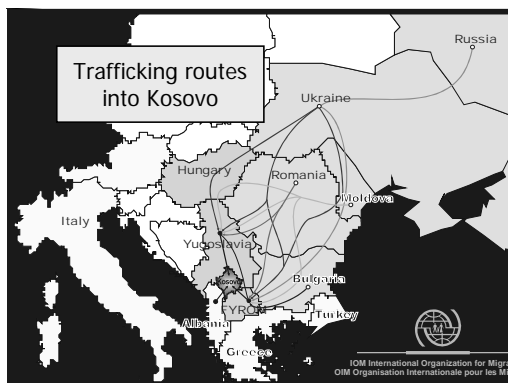 Trafficking routes
into Kosovo
Russia
Ukraine
Hungary
Romania
Moldova
Italy
Yugoslavia
Kosovo
Bulgaria
FYROM
Albania
Turkey
Greece
IOM International Organization for Migra
OIM Organisation Internationale pour les Mi